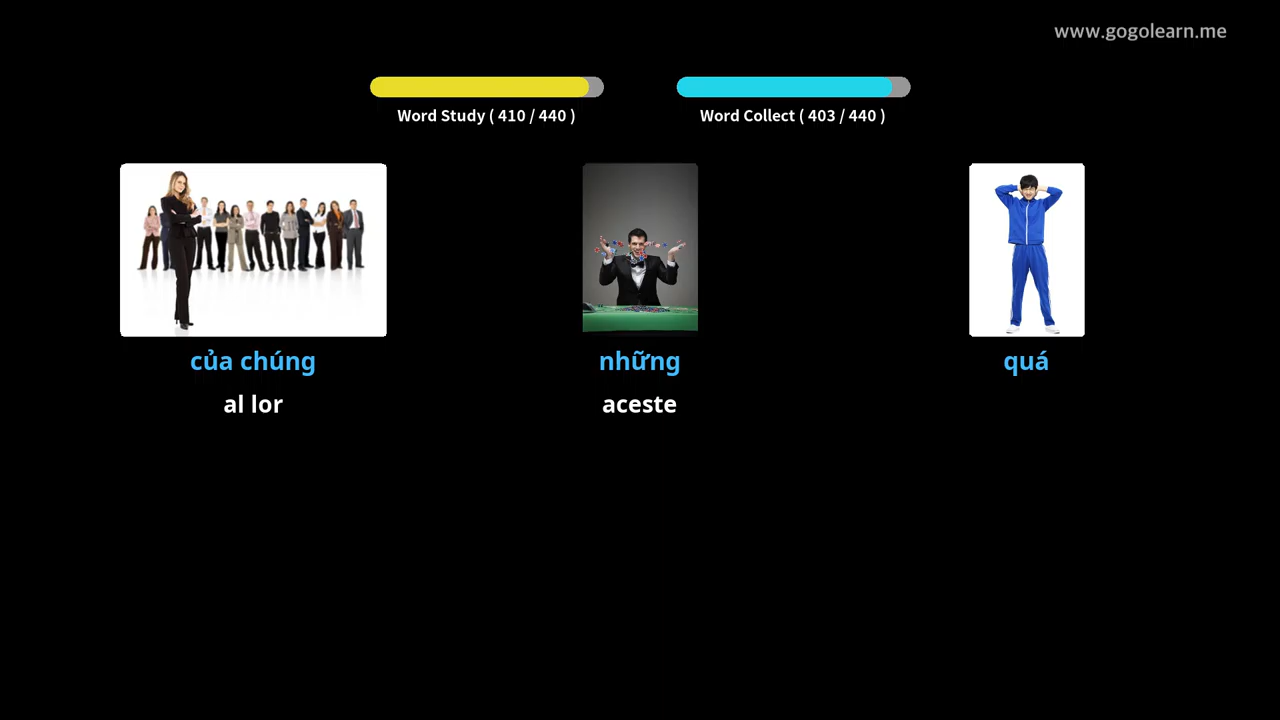 www.gogolearn.me
Word Study ( 410 / 440 )
Word Collect ( 403 / 440 )
của chúng
những
quá
al lor
aceste